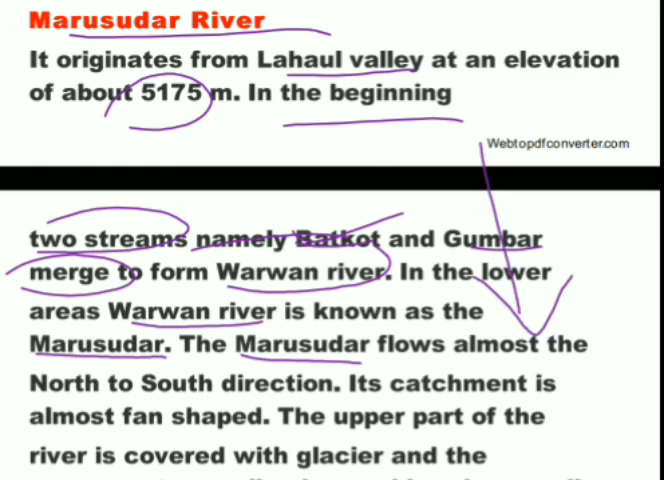 Marusudar River
It originates from Lahaul valley at an elevation
of about 5175 m. In the beginning
Webtopdfconverter.com
two streams namely Batkot and Gumbar
merge to form Warwan river. In the lower
areas Warwan river is known as the
Marusudar. The Marusudar flows almost the
North to South direction. Its catchment is
almost fan shaped. The upper part of the
river is covered with glacier and the